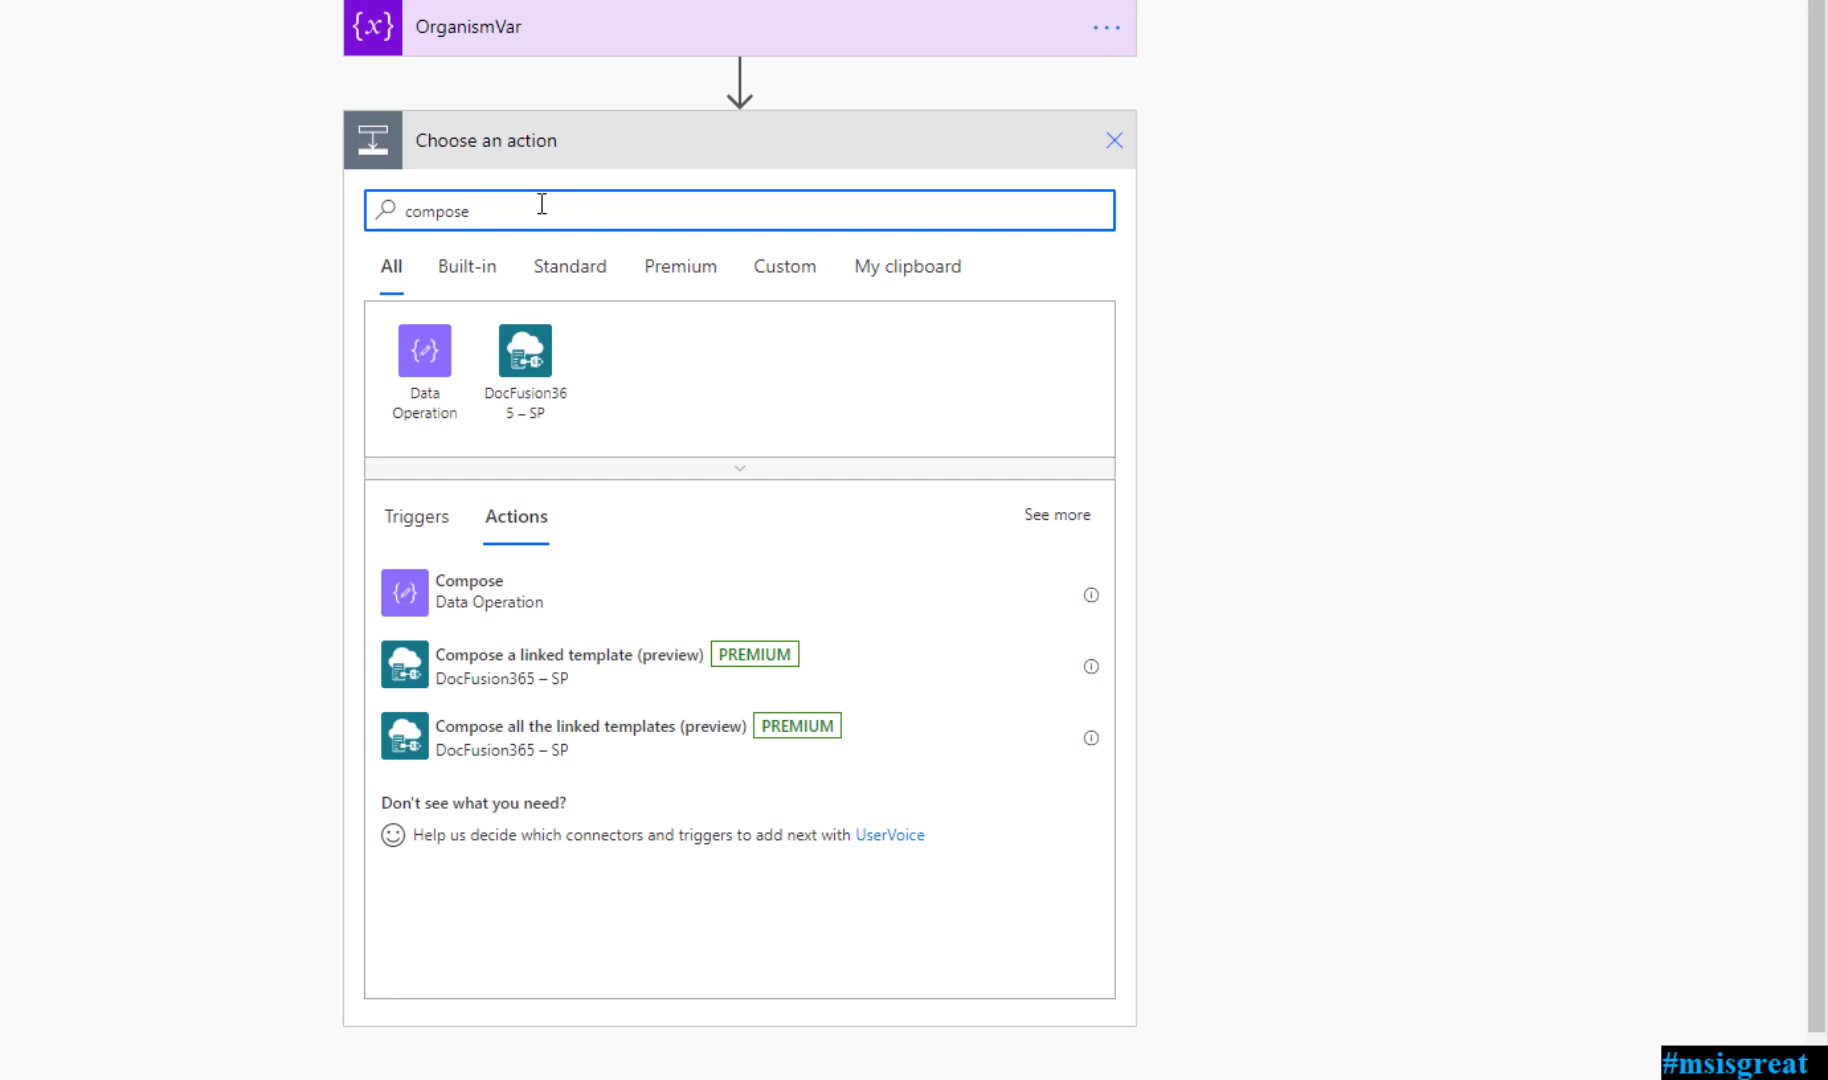 {x} OrganismVar ...
Choose an action
compose
All Built-in Standard Premium Custom My clipboard
Data
Operation
DocFusion36
5 – SP
Triggers Actions See more
Compose
Data Operation
Compose a linked template (preview) PREMIUM
DocFusion365 – SP
Compose all the linked templates (preview) PREMIUM
DocFusion365 – SP
Don't see what you need?
Help us decide which connectors and triggers to add next with UserVoice
#msisgreat